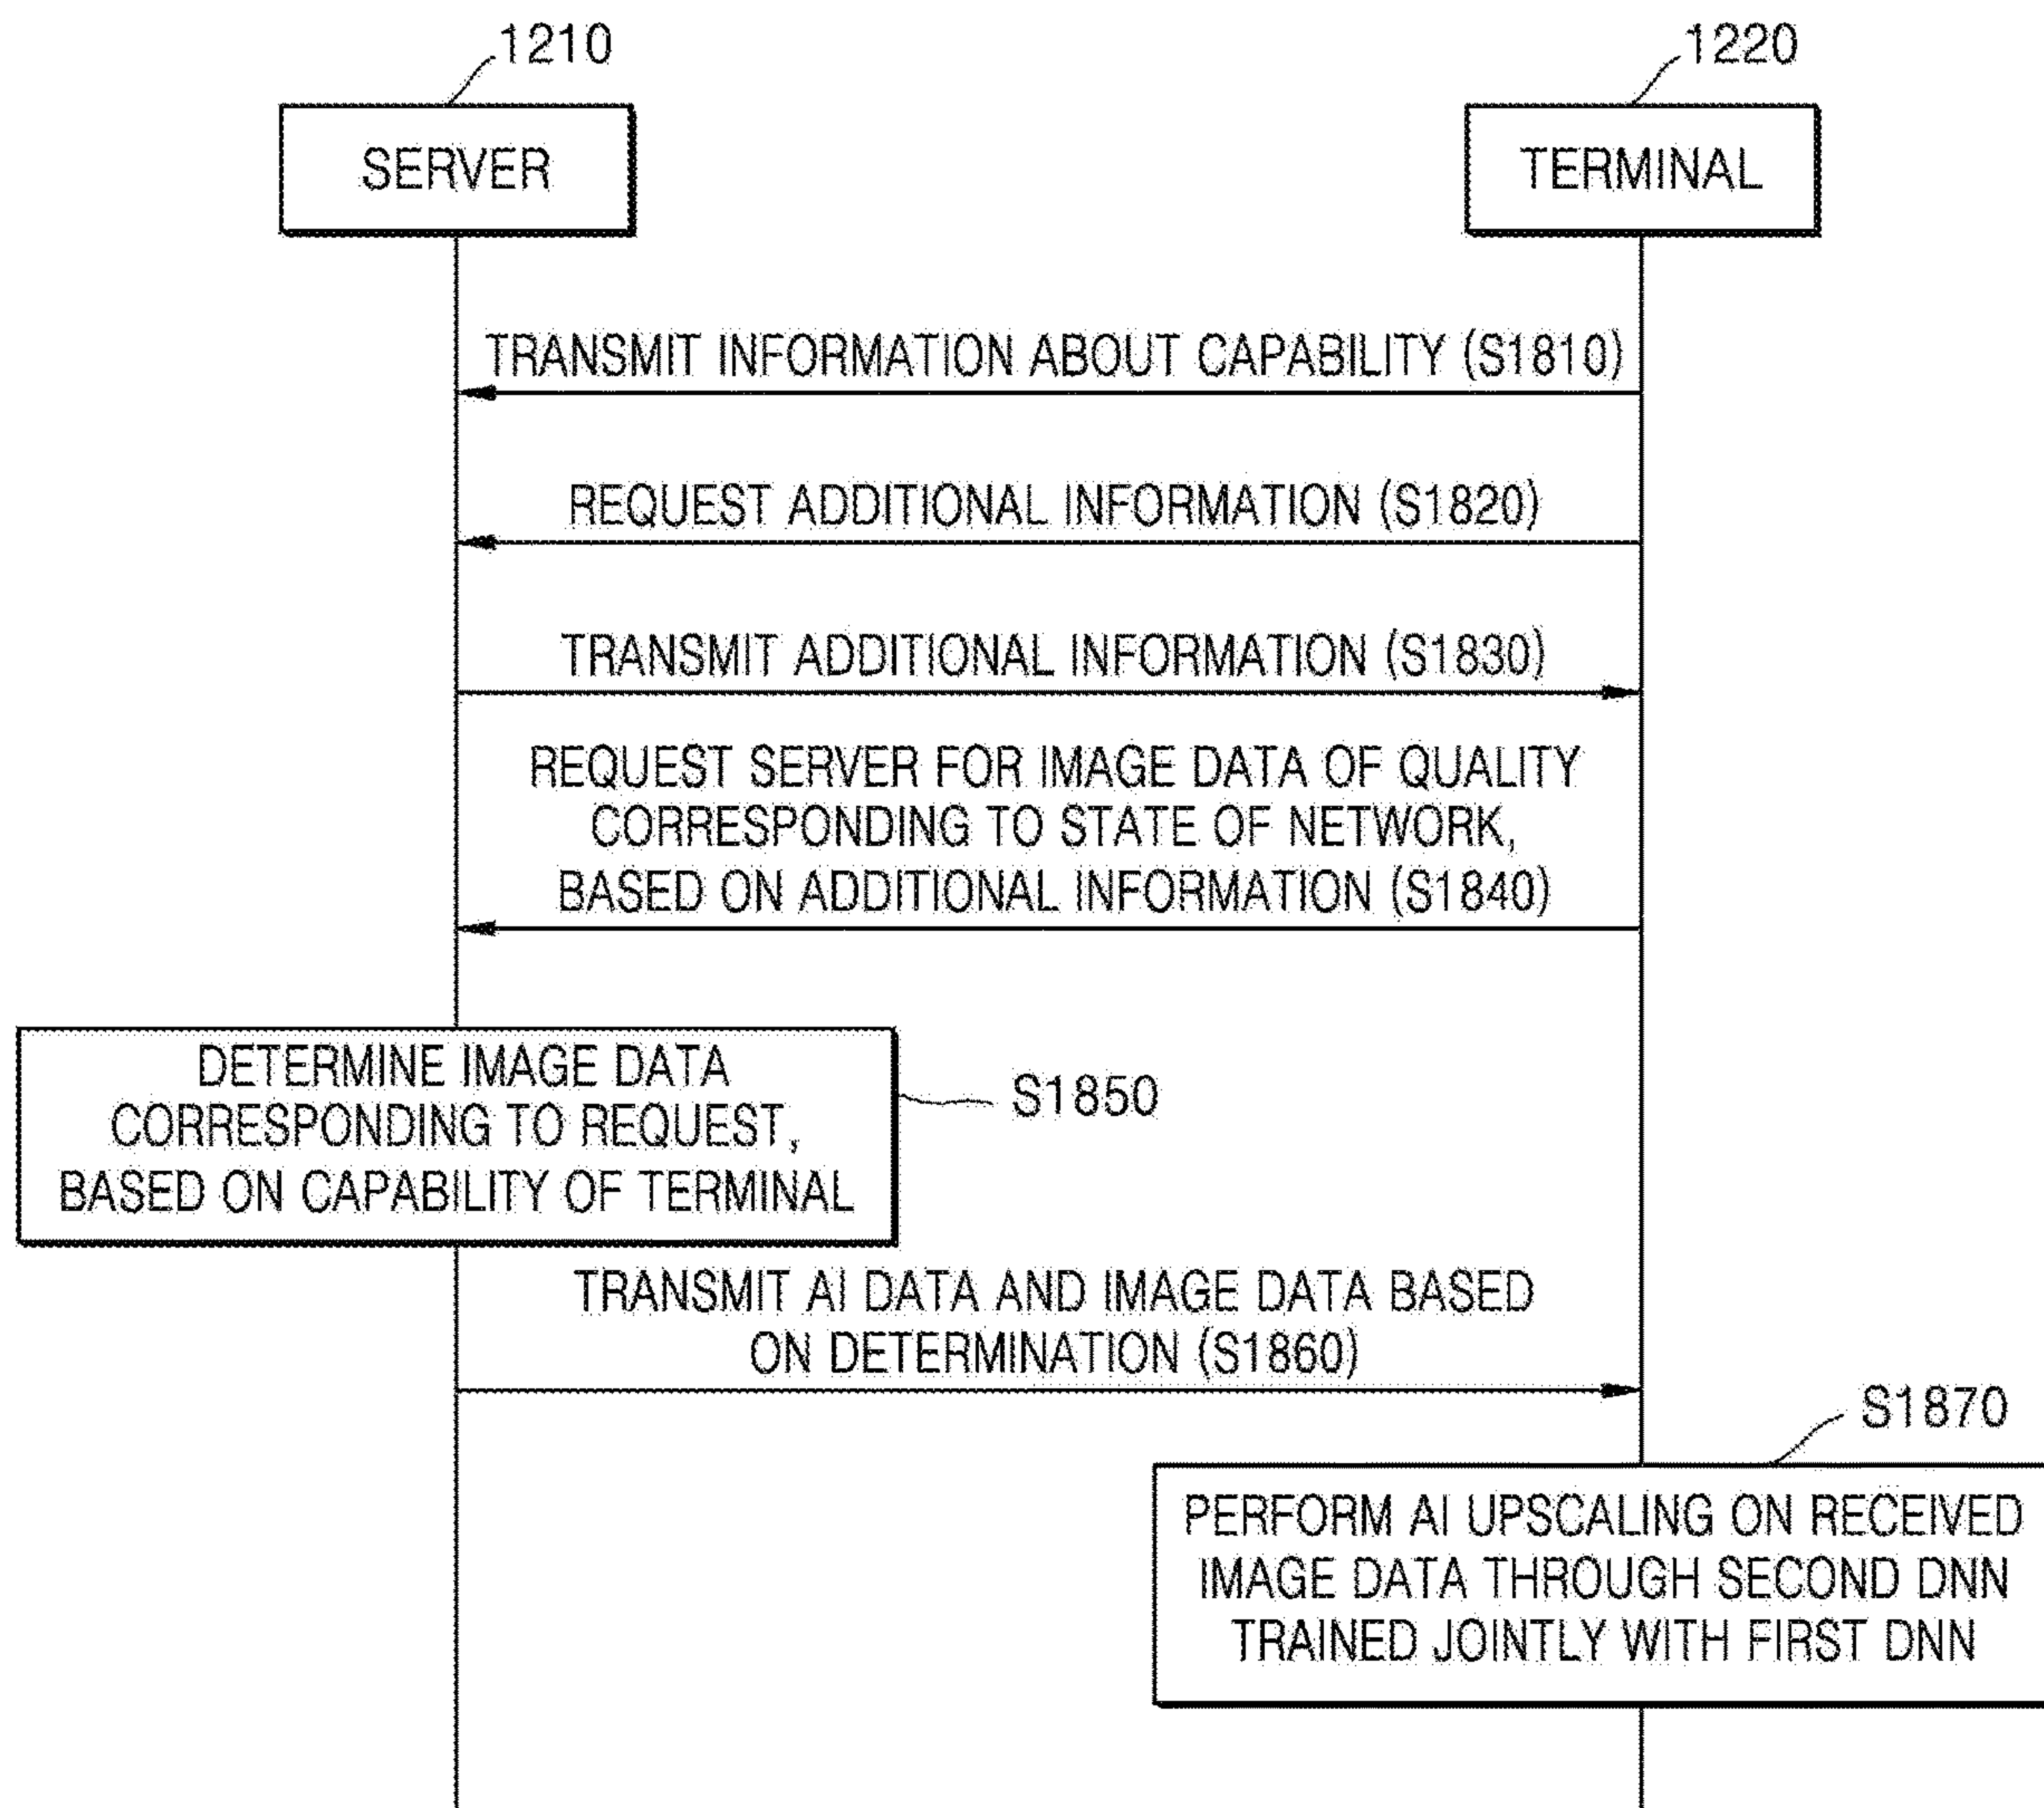 1210
1220
SERVER
TERMINAL
TRANSMIT INFORMATION ABOUT CAPABILITY (S1810)
REQUEST ADDITIONAL INFORMATION (S1820)
TRANSMIT ADDITIONAL INFORMATION (S1830)
REQUEST SERVER FOR IMAGE DATA OF QUALITY
CORRESPONDING TO STATE OF NETWORK,
BASED ON ADDITIONAL INFORMATION (S1840)
DETERMINE IMAGE DATA
CORRESPONDING TO REQUEST,
BASED ON CAPABILITY OF TERMINAL
S1850
TRANSMIT AI DATA AND IMAGE DATA BASED
ON DETERMINATION (S1860)
S1870
PERFORM AI UPSCALING ON RECEIVED
IMAGE DATA THROUGH SECOND DNN
TRAINED JOINTLY WITH FIRST DNN